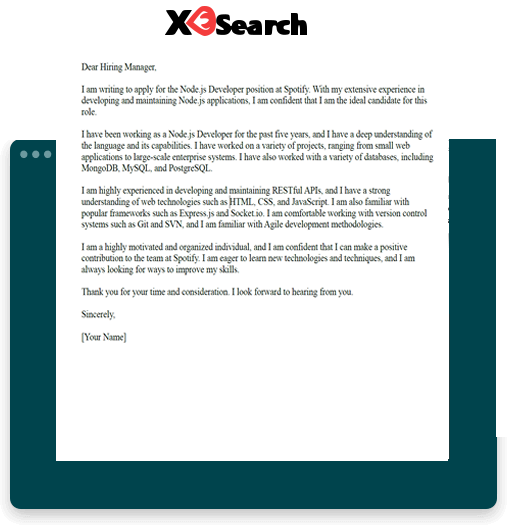 XeSearch
Dear Hiring Manager,
I am writing to apply for the Node.js Developer position at Spotify. With my extensive experience in
developing and maintaining Node.js applications, I am confident that I am the ideal candidate for this
role.
I have been working as a Node.js Developer for the past five years, and I have a deep understanding of
the language and its capabilities. I have worked on a variety of projects, ranging from small web
applications to large-scale enterprise systems. I have also worked with a variety of databases, including
MongoDB, MySQL, and PostgreSQL.
I am highly experienced in developing and maintaining RESTful APIs, and I have a strong
understanding of web technologies such as HTML, CSS, and JavaScript. I am also familiar with
popular frameworks such as Express.js and Socket.io. I am comfortable working with version control
systems such as Git and SVN, and I am familiar with Agile development methodologies.
I am a highly motivated and organized individual, and I am confident that I can make a positive
contribution to the team at Spotify. I am eager to learn new technologies and techniques, and I am
always looking for ways to improve my skills.
Thank you for your time and consideration. I look forward to hearing from you.
Sincerely,
[Your Name]